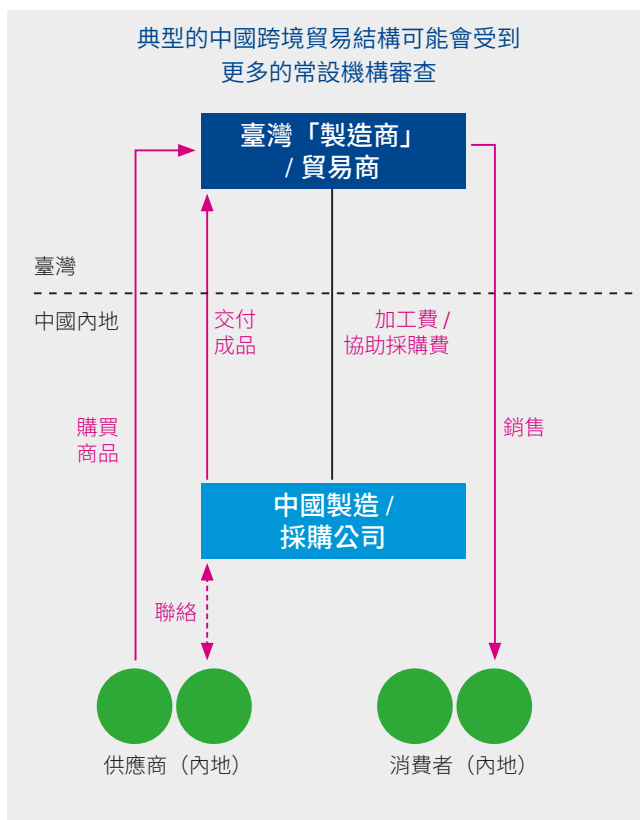 典型的中國跨境貿易結構可能會受到
更多的常設機構審查
臺灣「製造商」
/ 貿易商
臺灣
中國內地
交付
成品
加工費 /
協助採購費
購買
商品
銷售
中國製造 /
採購公司
聯絡
供應商（內地）
消費者（內地）